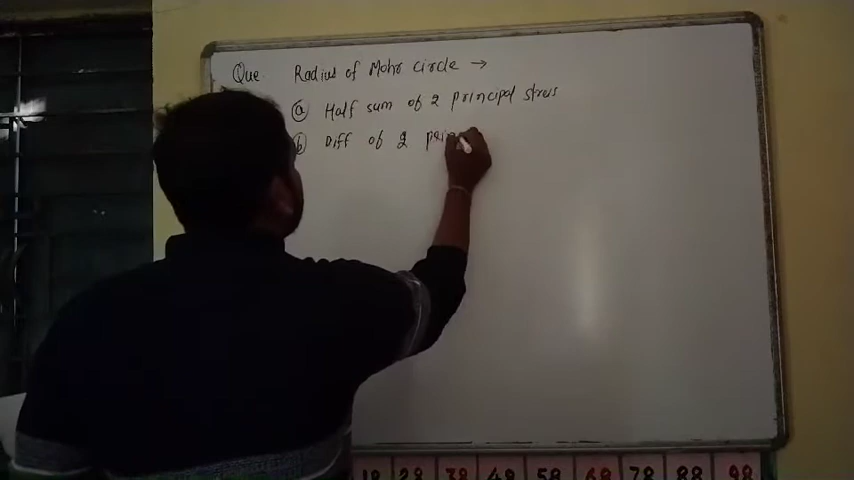 Que Radius of Mohr circle →
(a) Half sum of 2 principal stress
(b) Diff of 2
18 28 38 48 58 68 78 88 98